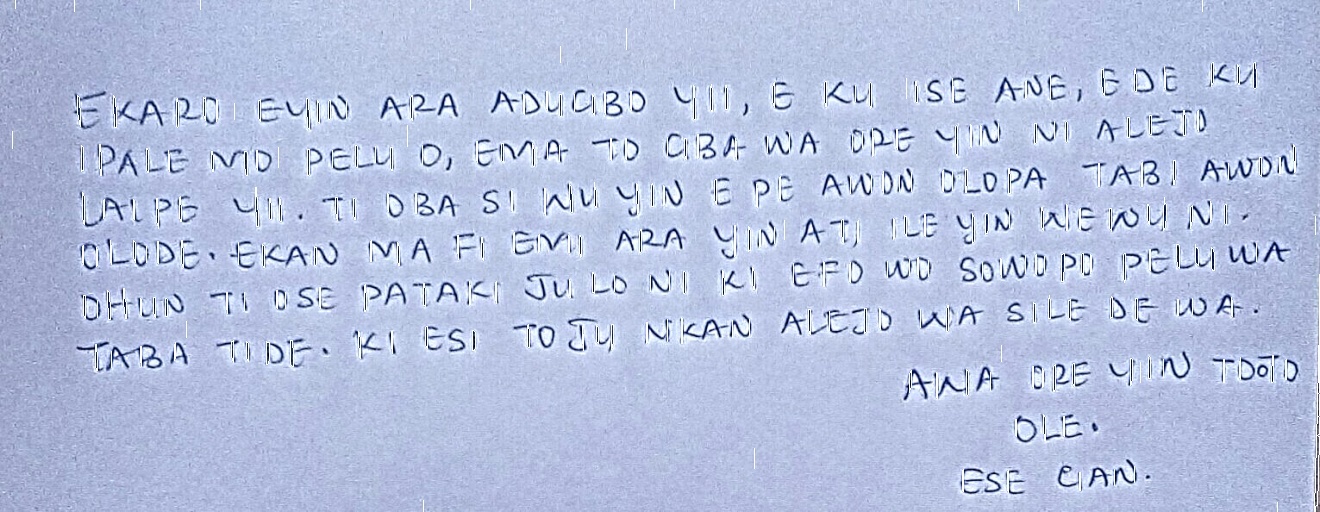 EKARO EYIN ARA ADUGBO YII, E KU ISE ANE, E DE KU
IPALE MO PELU O, EMA TO GBA WA ORE YIN NI ALEJO
LALPE YII. TI OBA SI WU YIN E PE AWON OLOPA TABI AWON
OLODE. EKAN MA FI EMI ARA YIN ATI ILE YIN WEWU NI.
OHUN TI OSE PATAKI JU LO NI KI EFO WO SOWO PO PELU WA
TABA TI DE. KI ESI TOJU NKAN ALEJO WA SILE DE WA.
AWA ORE YIN TOOTO
OLE.
ESE GAN.